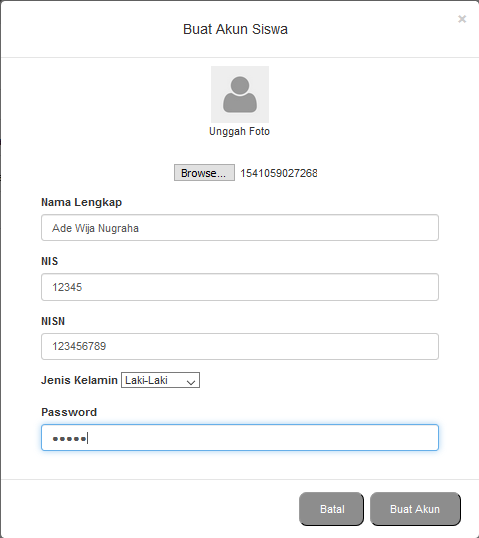 Buat Akun Siswa
×
Unggah Foto
Browse... 1541059027268
Nama Lengkap
Ade Wija Nugraha
NIS
12345
NISN
123456789
Jenis Kelamin Laki-Laki
Password
●●●●●
Batal Buat Akun